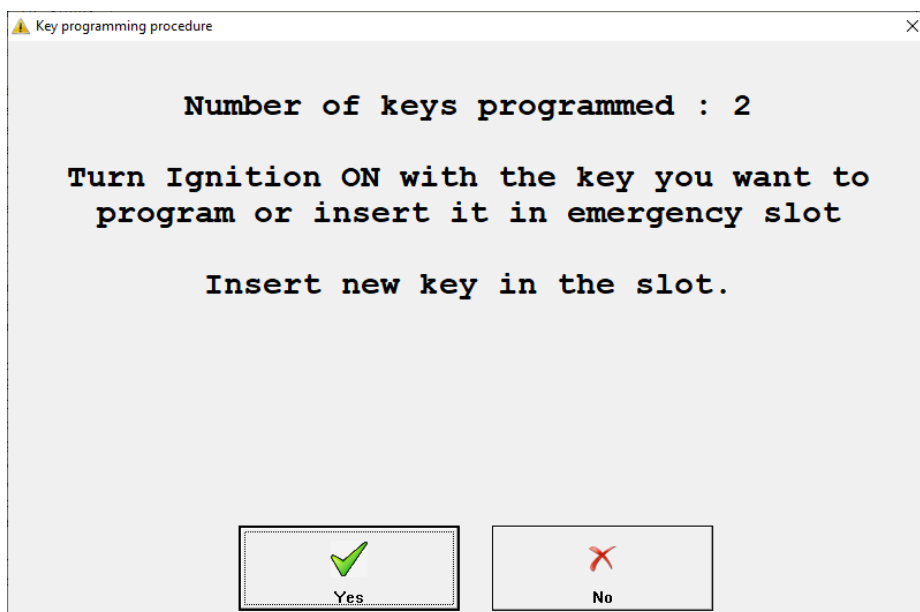 Key programming procedure
Number of keys programmed : 2
Turn Ignition ON with the key you want to
program or insert it in emergency slot
Insert new key in the slot.
Yes
No